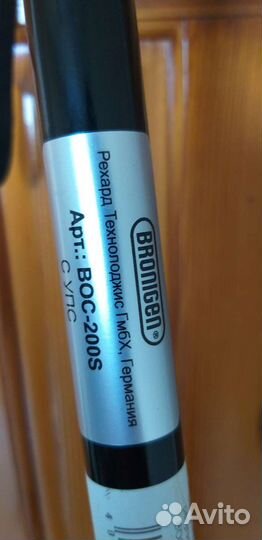 BRONIGEN®
Рехард Технолоджис ГмбХ, Германия
Арт.: BOC-200S
с УПС
Avito